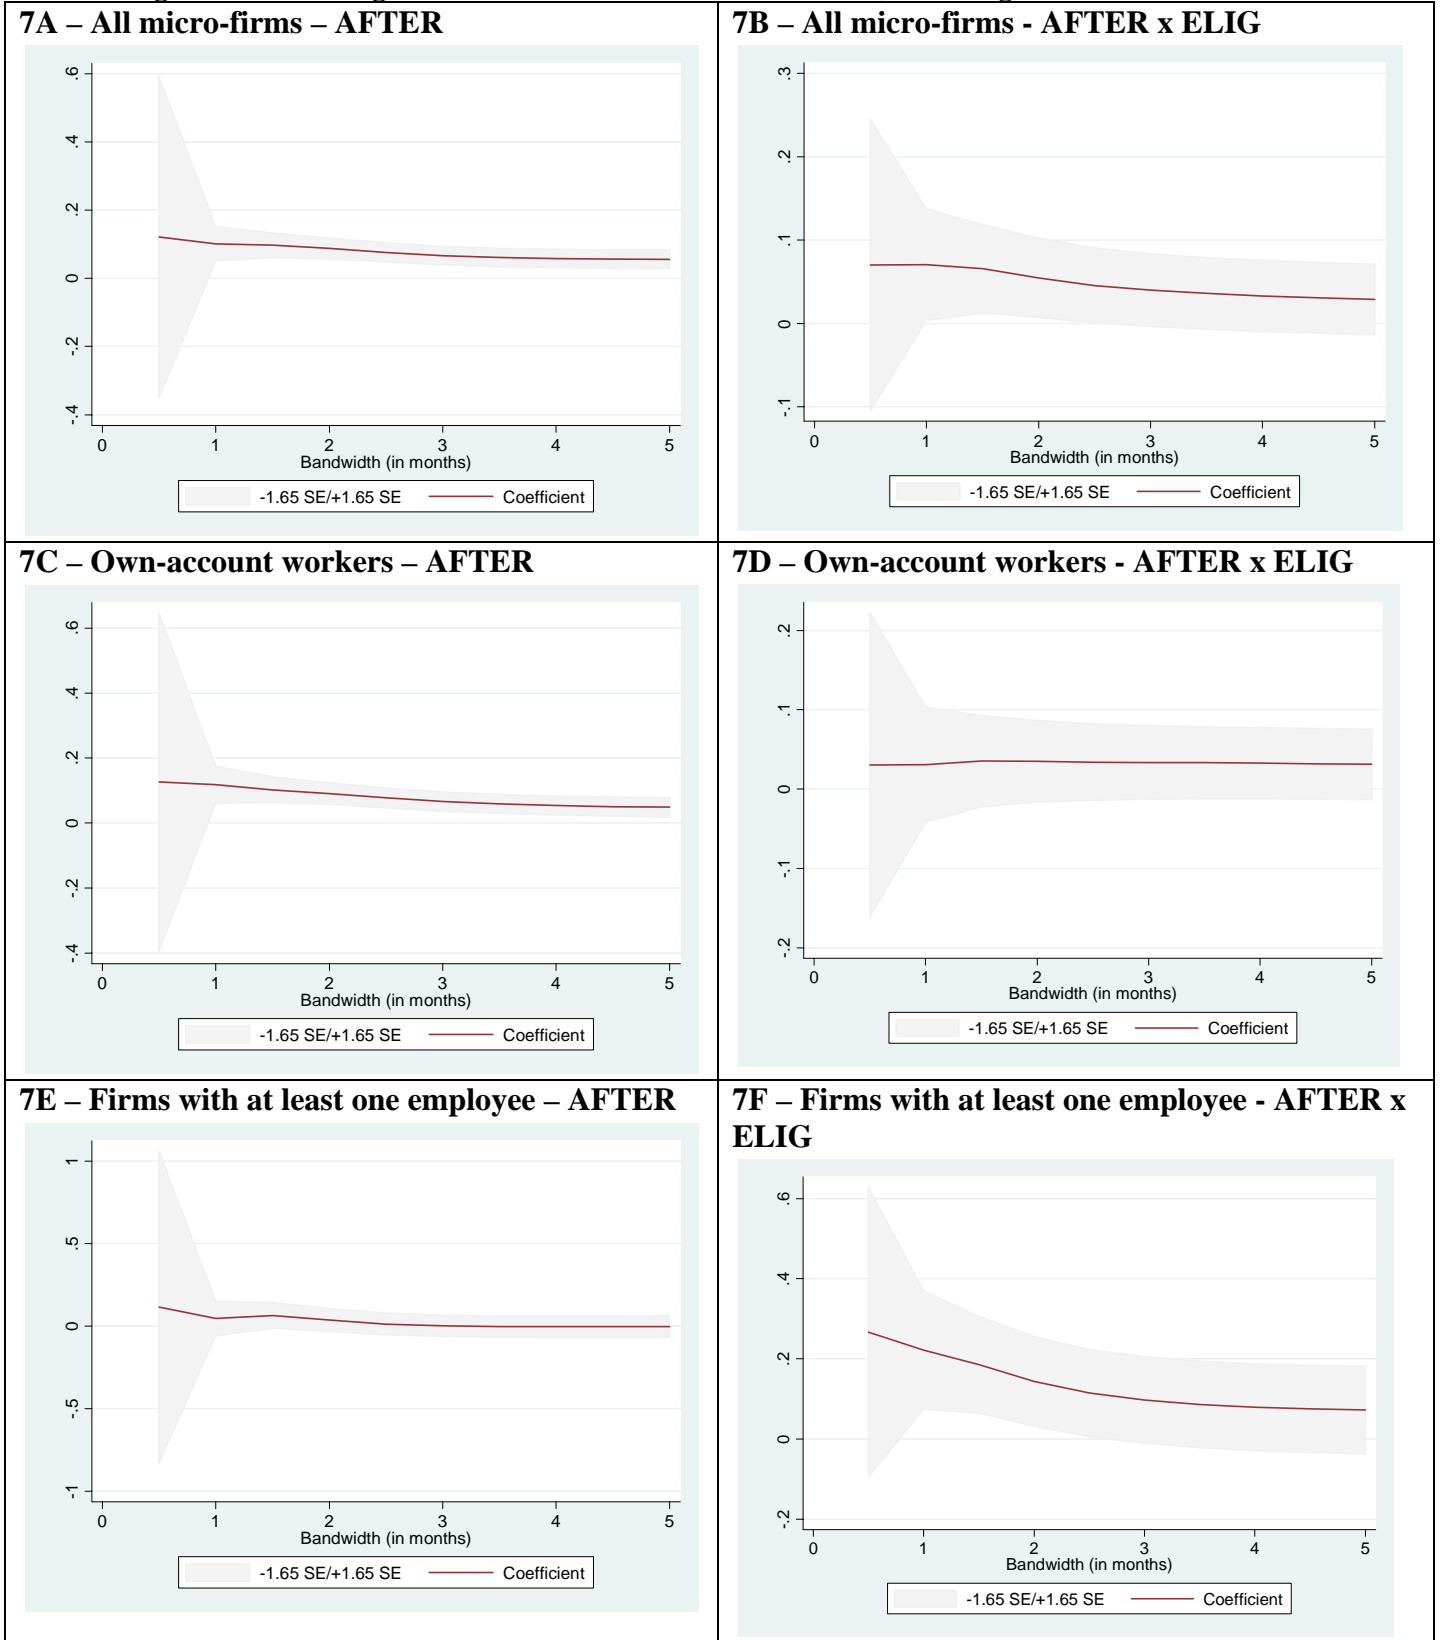 7A – All micro-firms – AFTER
.6
.4
.2
0
-.2
-.4
0 1 2 3 4 5
Bandwidth (in months)
-1.65 SE/+1.65 SE Coefficient
7B – All micro-firms - AFTER x ELIG
.3
.2
.1
0
-.1
0 1 2 3 4 5
Bandwidth (in months)
-1.65 SE/+1.65 SE Coefficient
7C – Own-account workers – AFTER
.6
.4
.2
0
-.2
-.4
0 1 2 3 4 5
Bandwidth (in months)
-1.65 SE/+1.65 SE Coefficient
7D – Own-account workers - AFTER x ELIG
.2
.1
0
-.1
-.2
0 1 2 3 4 5
Bandwidth (in months)
-1.65 SE/+1.65 SE Coefficient
7E – Firms with at least one employee – AFTER
1
.5
0
-.5
-1
0 1 2 3 4 5
Bandwidth (in months)
-1.65 SE/+1.65 SE Coefficient
7F – Firms with at least one employee - AFTER x
ELIG
.6
.4
.2
0
-.2
0 1 2 3 4 5
Bandwidth (in months)
-1.65 SE/+1.65 SE Coefficient